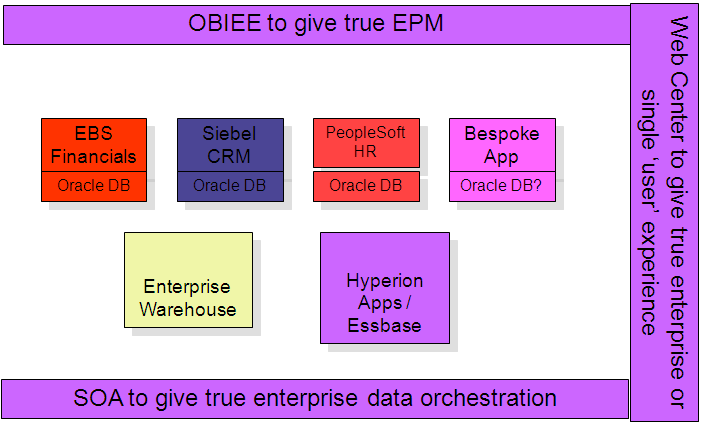 OBIEE to give true EPM
EBS
Financials
Oracle DB
Siebel
CRM
Oracle DB
PeopleSoft
HR
Oracle DB
Bespoke
App
Oracle DB?
Enterprise
Warehouse
Hyperion
Apps /
Essbase
SOA to give true enterprise data orchestration
Web Center to give true enterprise or
single ‘user’ experience